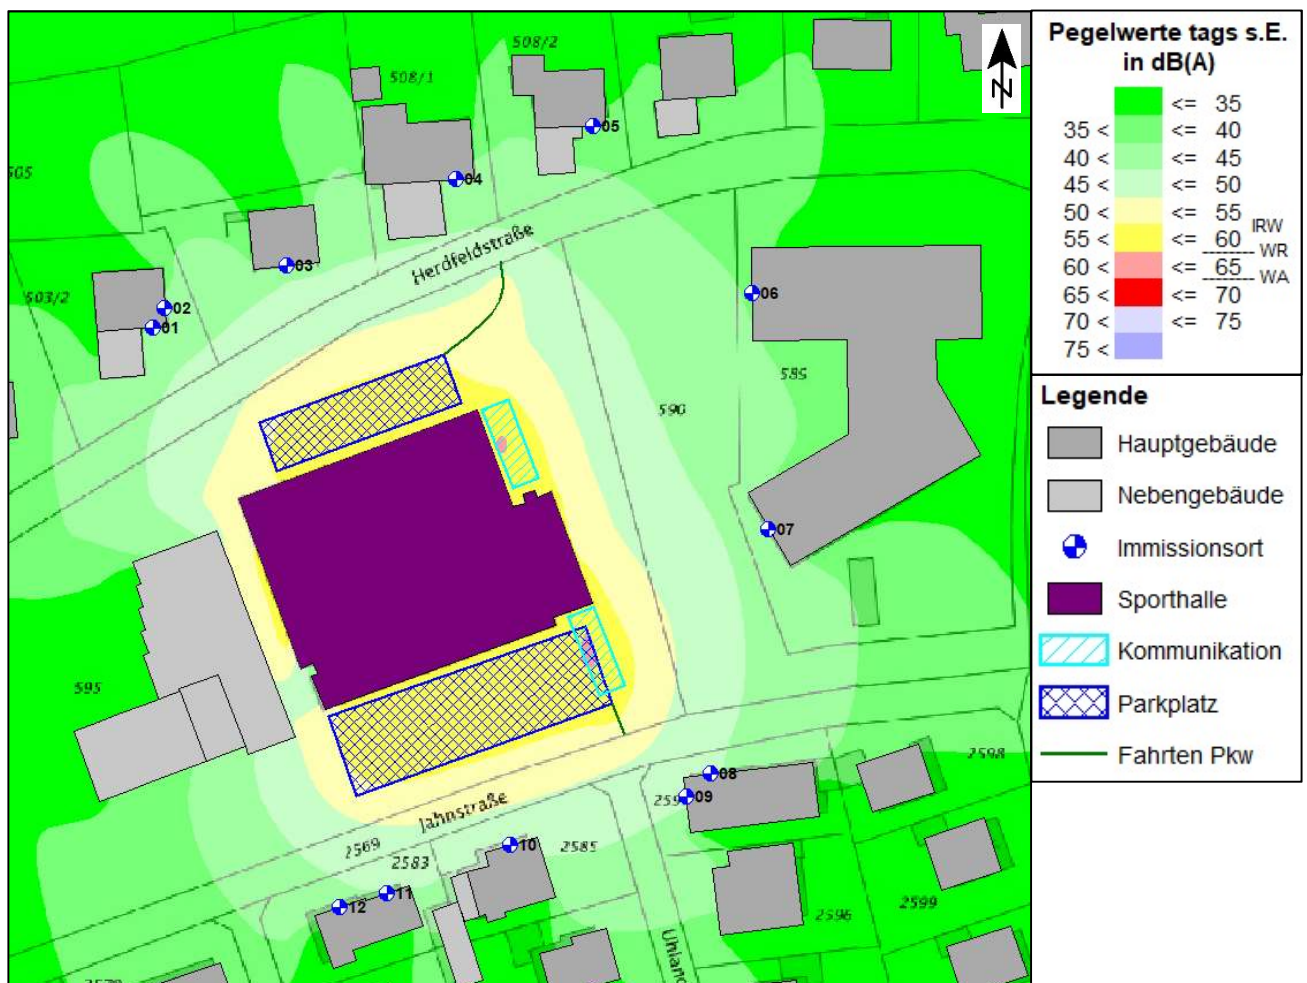 508/2
508/1
505
05
04
03
503/2
02
01
Herdfeldstraße
06
585
590
07
595
2598
08
09
Jahnstraße
2569
2583
10
2585
11
12
2596
2599
N
Pegelwerte tags s.E.
in dB(A)
<= 35
35 < <= 40
40 < <= 45
45 < <= 50
50 < <= 55
IRW
55 < <= 60
WR
60 < <= 65
WA
65 < <= 70
70 < <= 75
75 <
Legende
Hauptgebäude
Nebengebäude
Immissionsort
Sporthalle
Kommunikation
Parkplatz
Fahrten Pkw